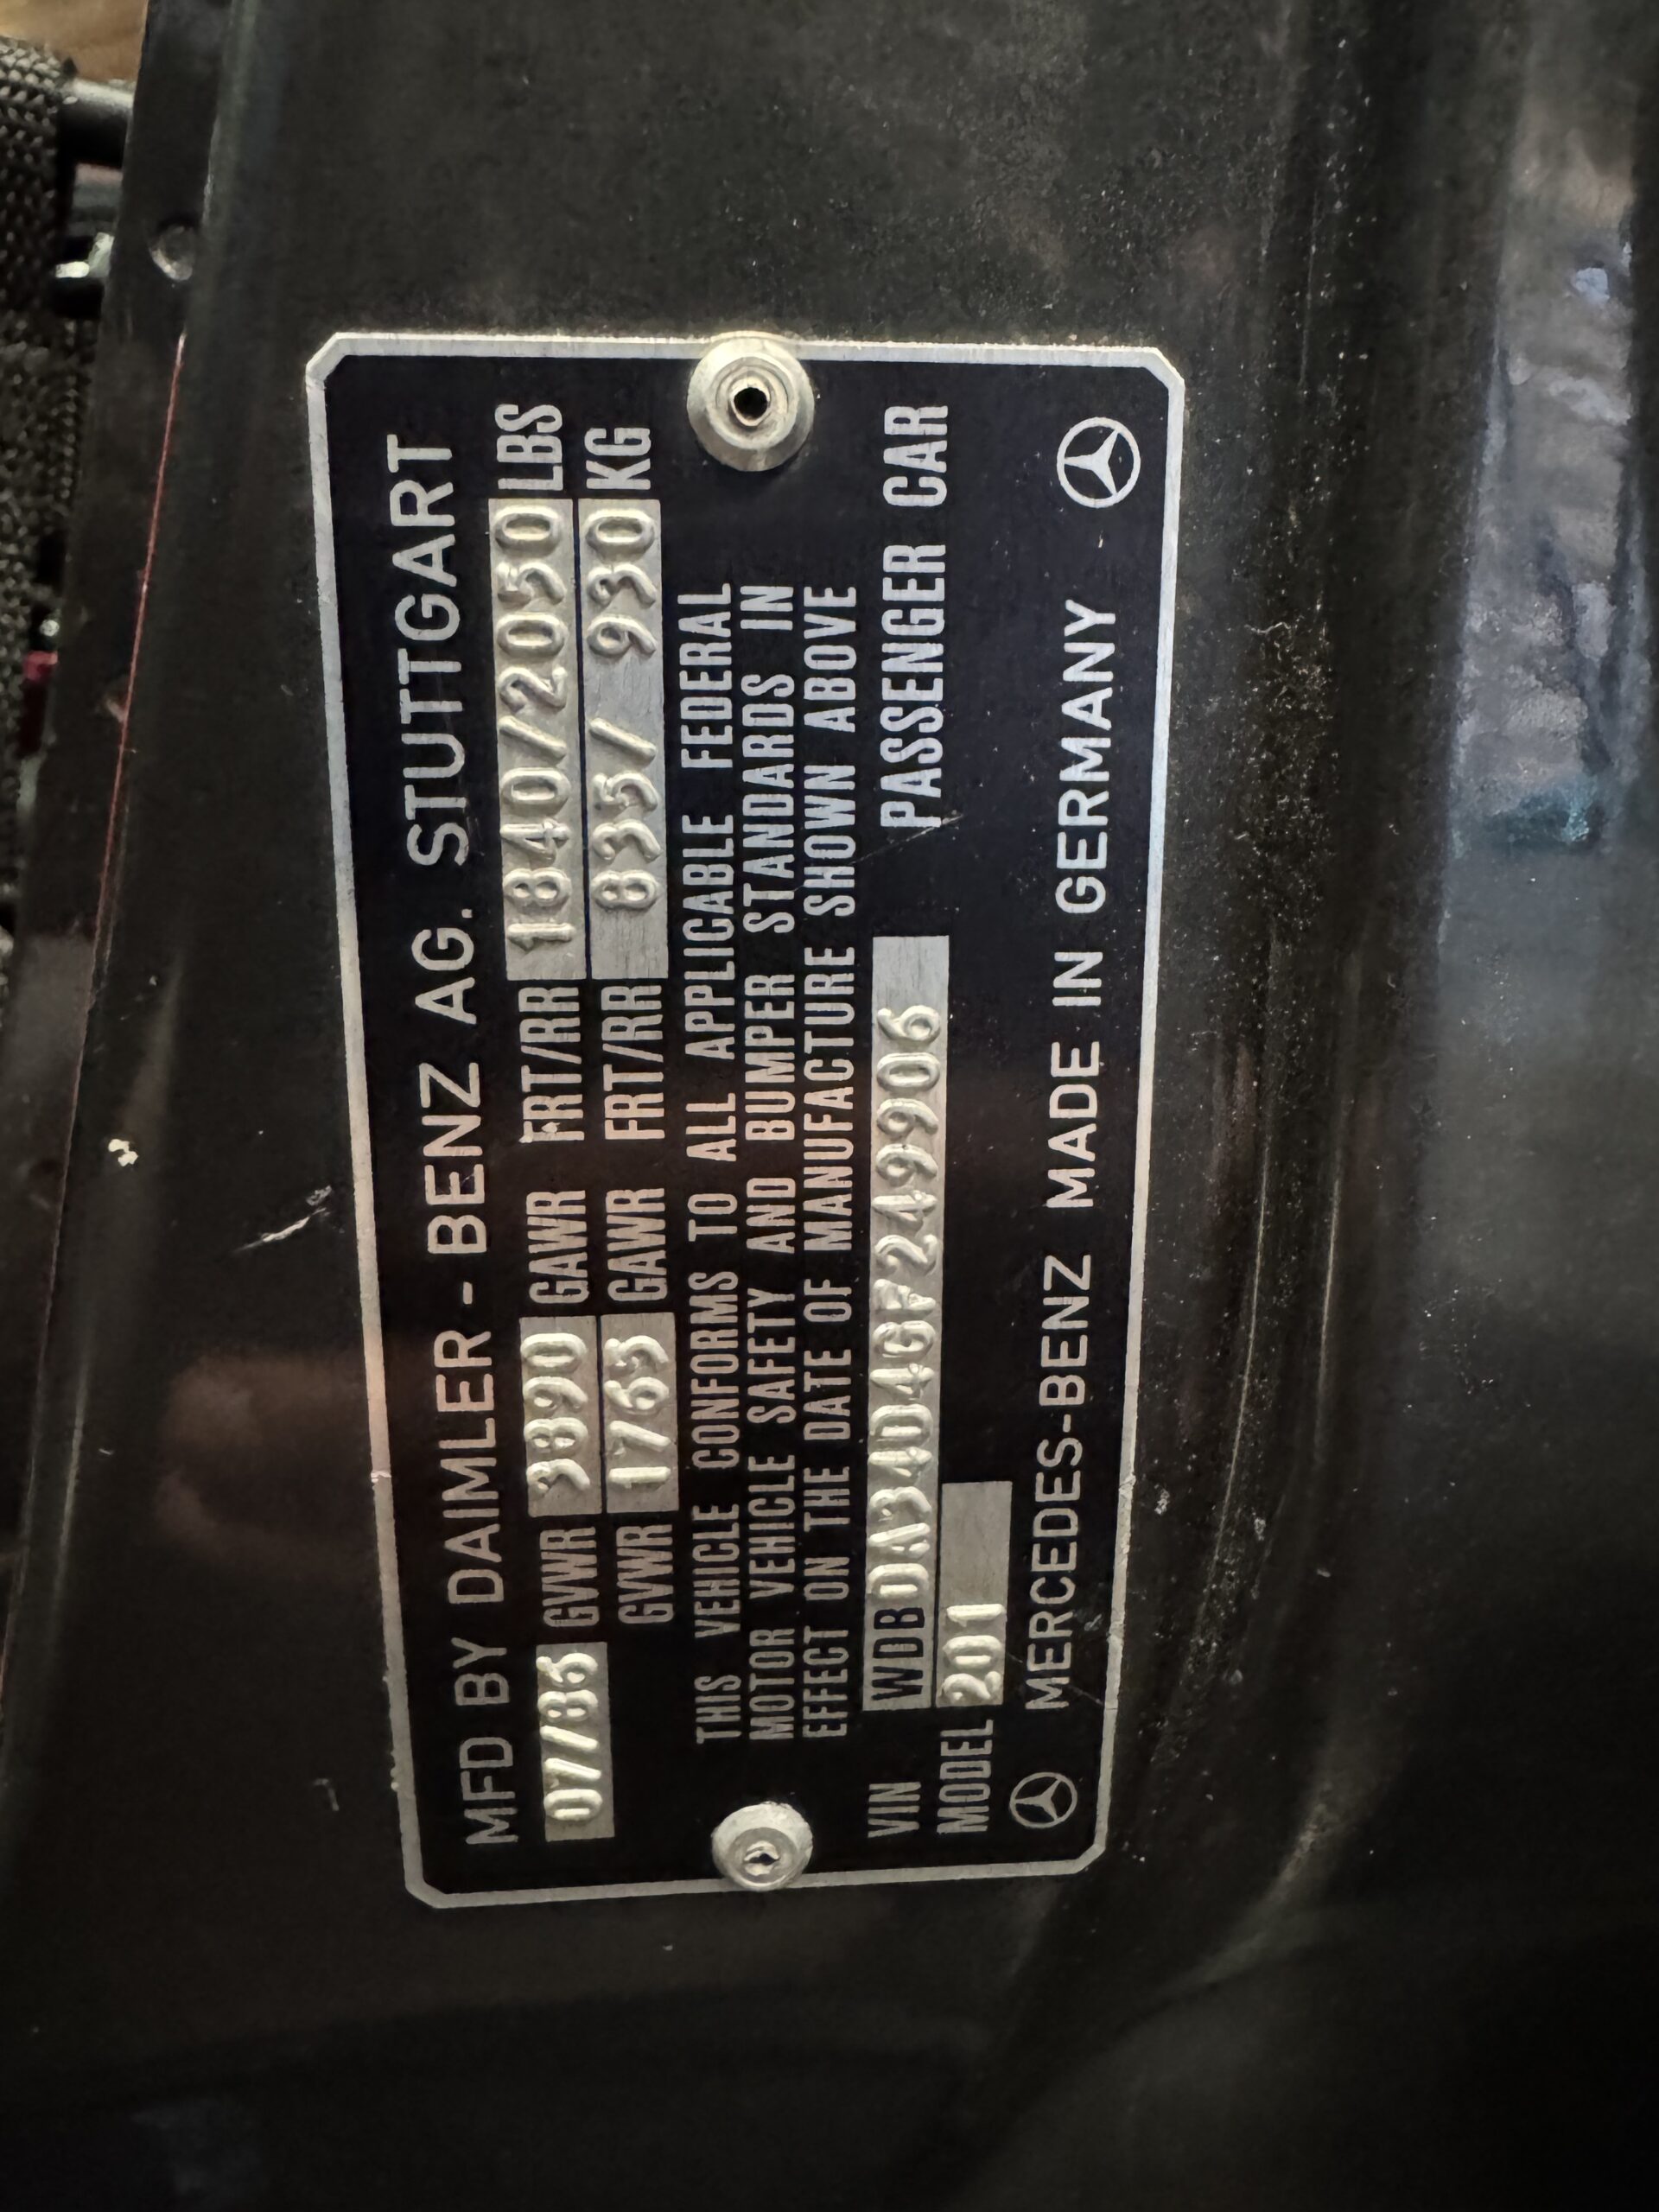 MFD BY DAIMLER - BENZ AG. STUTTGART
07/86 GVWR 3890 GAWR FRT/RR 1840/2050 LBS
GVWR 1765 GAWR FRT/RR 835/ 930 KG
THIS VEHICLE CONFORMS TO ALL APPLICABLE FEDERAL
MOTOR VEHICLE SAFETY AND BUMPER STANDARDS IN
EFFECT ON THE DATE OF MANUFACTURE SHOWN ABOVE
VIN WDBDA34D4GF249906 PASSENGER CAR
MODEL 201
MERCEDES-BENZ MADE IN GERMANY